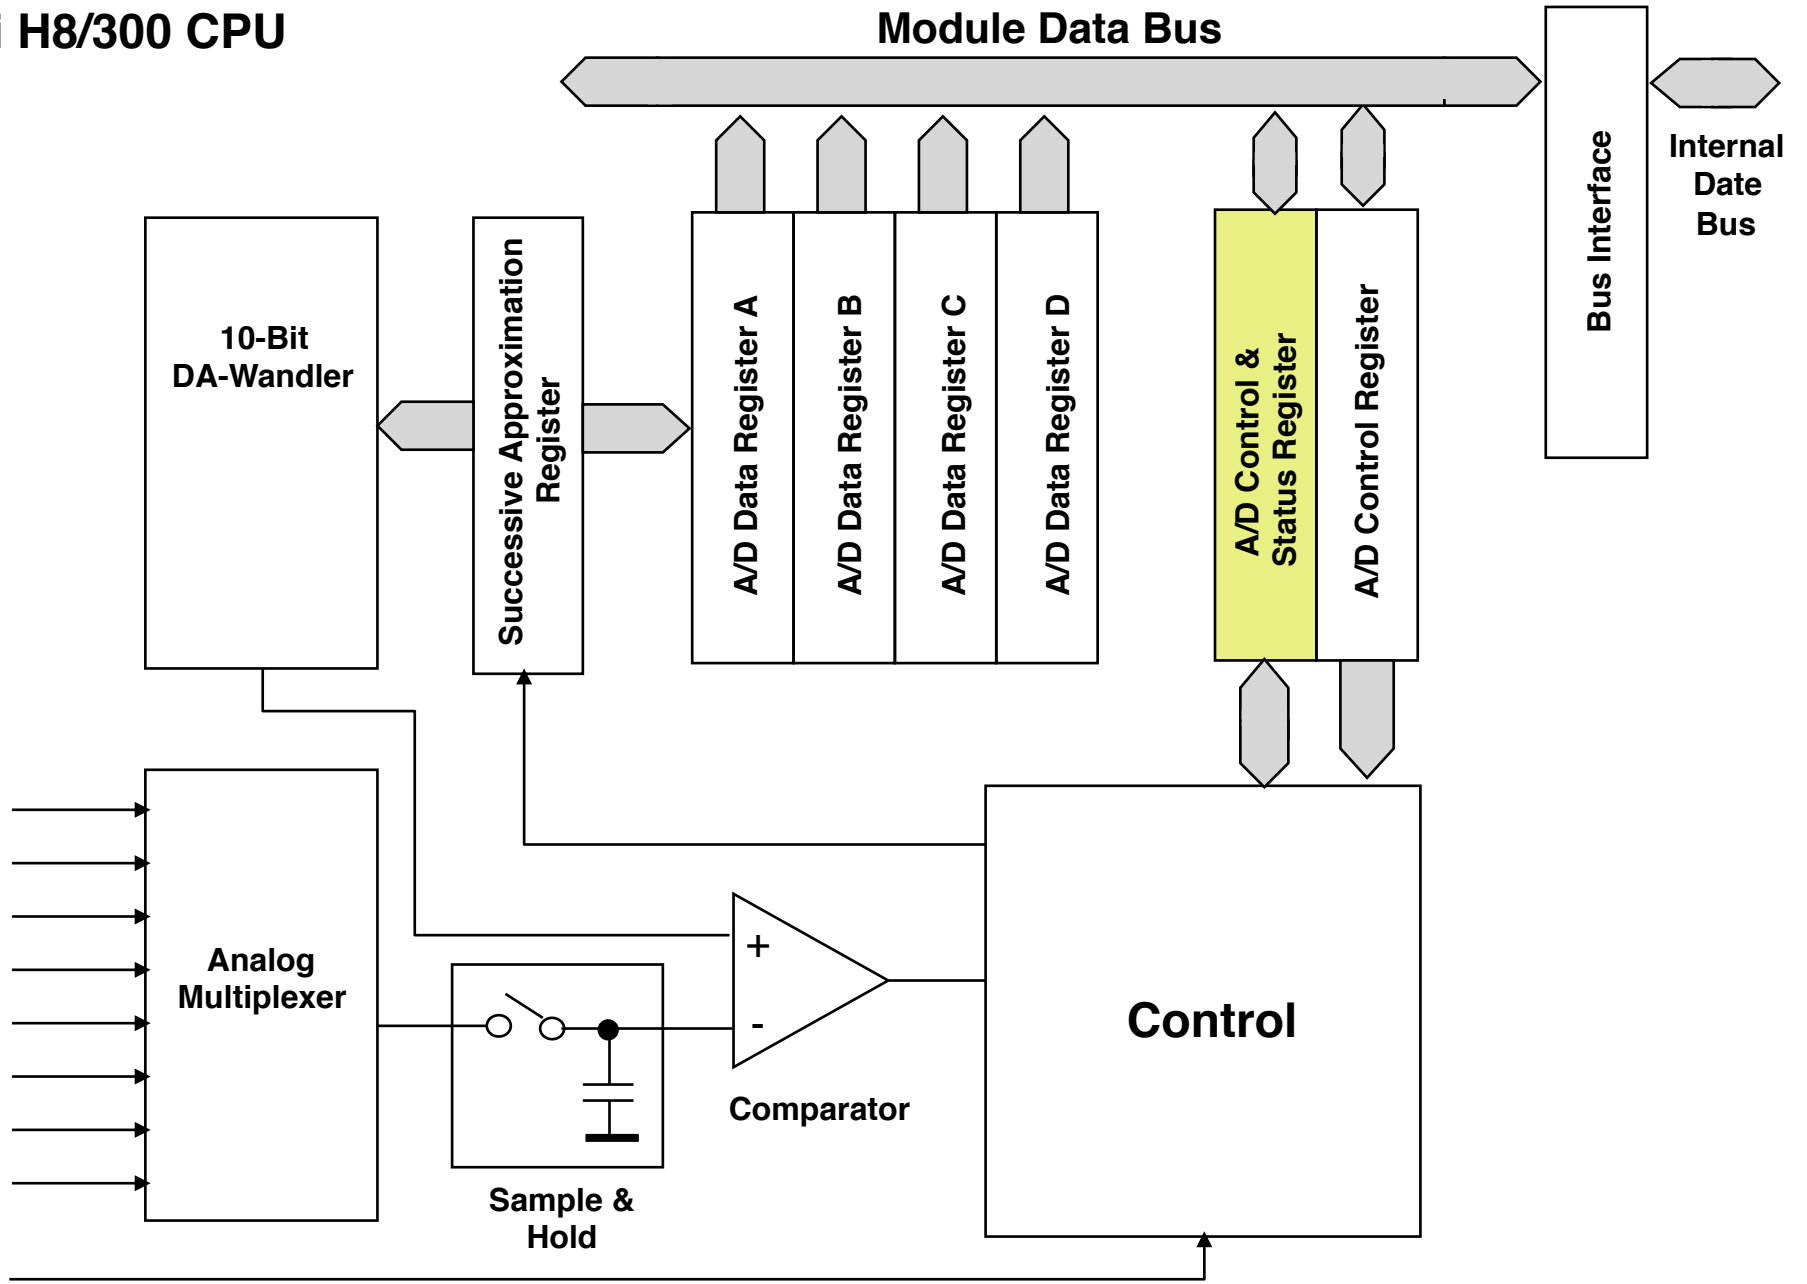 H8/300 CPU
Module Data Bus
Internal
Date
Bus
Bus Interface
10-Bit
DA-Wandler
Successive Approximation
Register
A/D Data Register A
A/D Data Register B
A/D Data Register C
A/D Data Register D
A/D Control &
Status Register
A/D Control Register
Analog
Multiplexer
+
-
Comparator
Control
Sample &
Hold